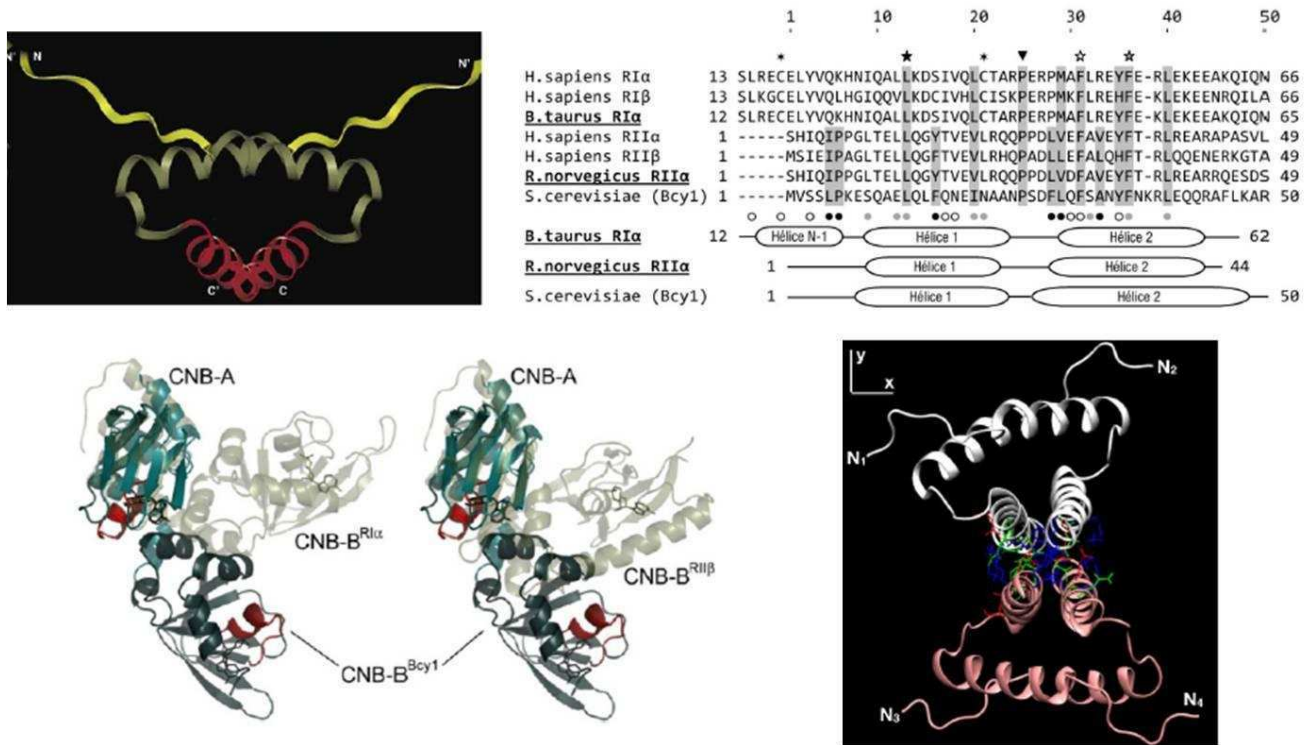 N' N
N'
C' C
1 10 20 30 40 50
H.sapiens RIα 13 SLRECELYVQKHNIQALLKDSIVQLCTARPERPMAFLREYFE-RLEKEEAKQIQN 66
H.sapiens RIβ 13 SLKGCELYVQLHGIQQVLKDCIVHLCISKPERPMKFLREHFE-KLEKEENRQILA 66
B.taurus RIα 12 SLRECELYVQKHNIQALLKDSIVQLCTARPERPMAFLREYFE-RLEKEEAKQIQN 65
H.sapiens RIIα 1 -----SHIQIPPGLTELLQGYTVEVLRQQPPDLVEFAVEYFT-RLREARAPASVL 49
H.sapiens RIIβ 1 -----MSIEIPAGLTELLQGFTVEVLRHQPADLLEFALQHFT-RLQQENERKGTA 49
R.norvegicus RIIα 1 -----SHIQIPPGLTELLQGYTVEVLRQQPPDLVDFAVEYFT-RLREARRQESDS 49
S.cerevisiae (Bcy1) 1 -----MVSSLPKESQAELQLFQNEINAANPSDFLQFSANYFNKRLEQQRAFLKAR 50
B.taurus RIα 12 Hélice N-1 Hélice 1 Hélice 2 62
R.norvegicus RIIα 1 Hélice 1 Hélice 2 44
S.cerevisiae (Bcy1) 1 Hélice 1 Hélice 2 50
CNB-A
CNB-B RIα
CNB-A
CNB-B RIIβ
CNB-B Bcy1
y
x
N2
N1
N3
N4